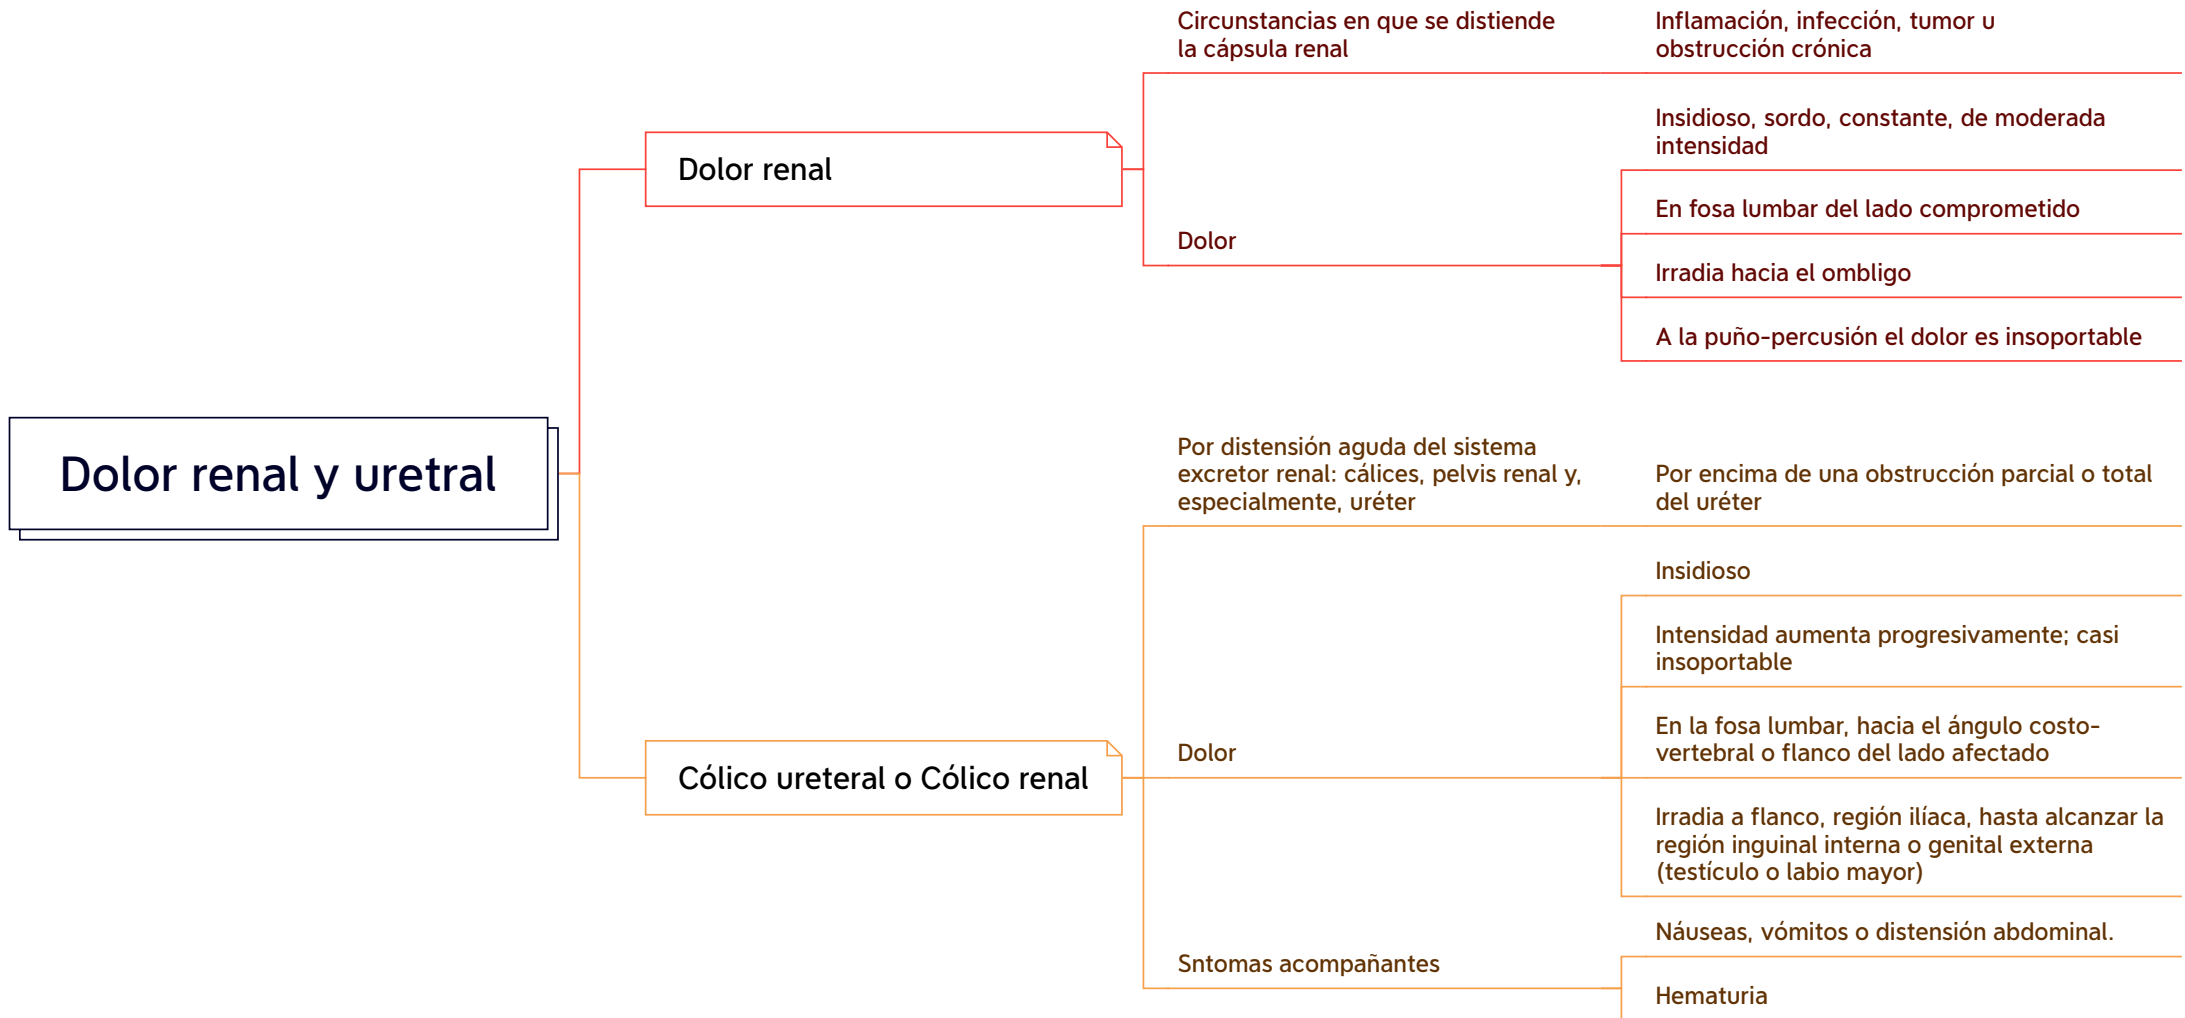 Dolor renal y uretral
Dolor renal
Circunstancias en que se distiende
la cápsula renal
Inflamación, infección, tumor u
obstrucción crónica
Dolor
Insidioso, sordo, constante, de moderada
intensidad
En fosa lumbar del lado comprometido
Irradia hacia el ombligo
A la puño-percusión el dolor es insoportable
Cólico ureteral o Cólico renal
Por distensión aguda del sistema
excretor renal: cálices, pelvis renal y,
especialmente, uréter
Por encima de una obstrucción parcial o total
del uréter
Dolor
Insidioso
Intensidad aumenta progresivamente; casi
insoportable
En la fosa lumbar, hacia el ángulo costo-
vertebral o flanco del lado afectado
Irradia a flanco, región ilíaca, hasta alcanzar la
región inguinal interna o genital externa
(testículo o labio mayor)
Sntomas acompañantes
Náuseas, vómitos o distensión abdominal.
Hematuria